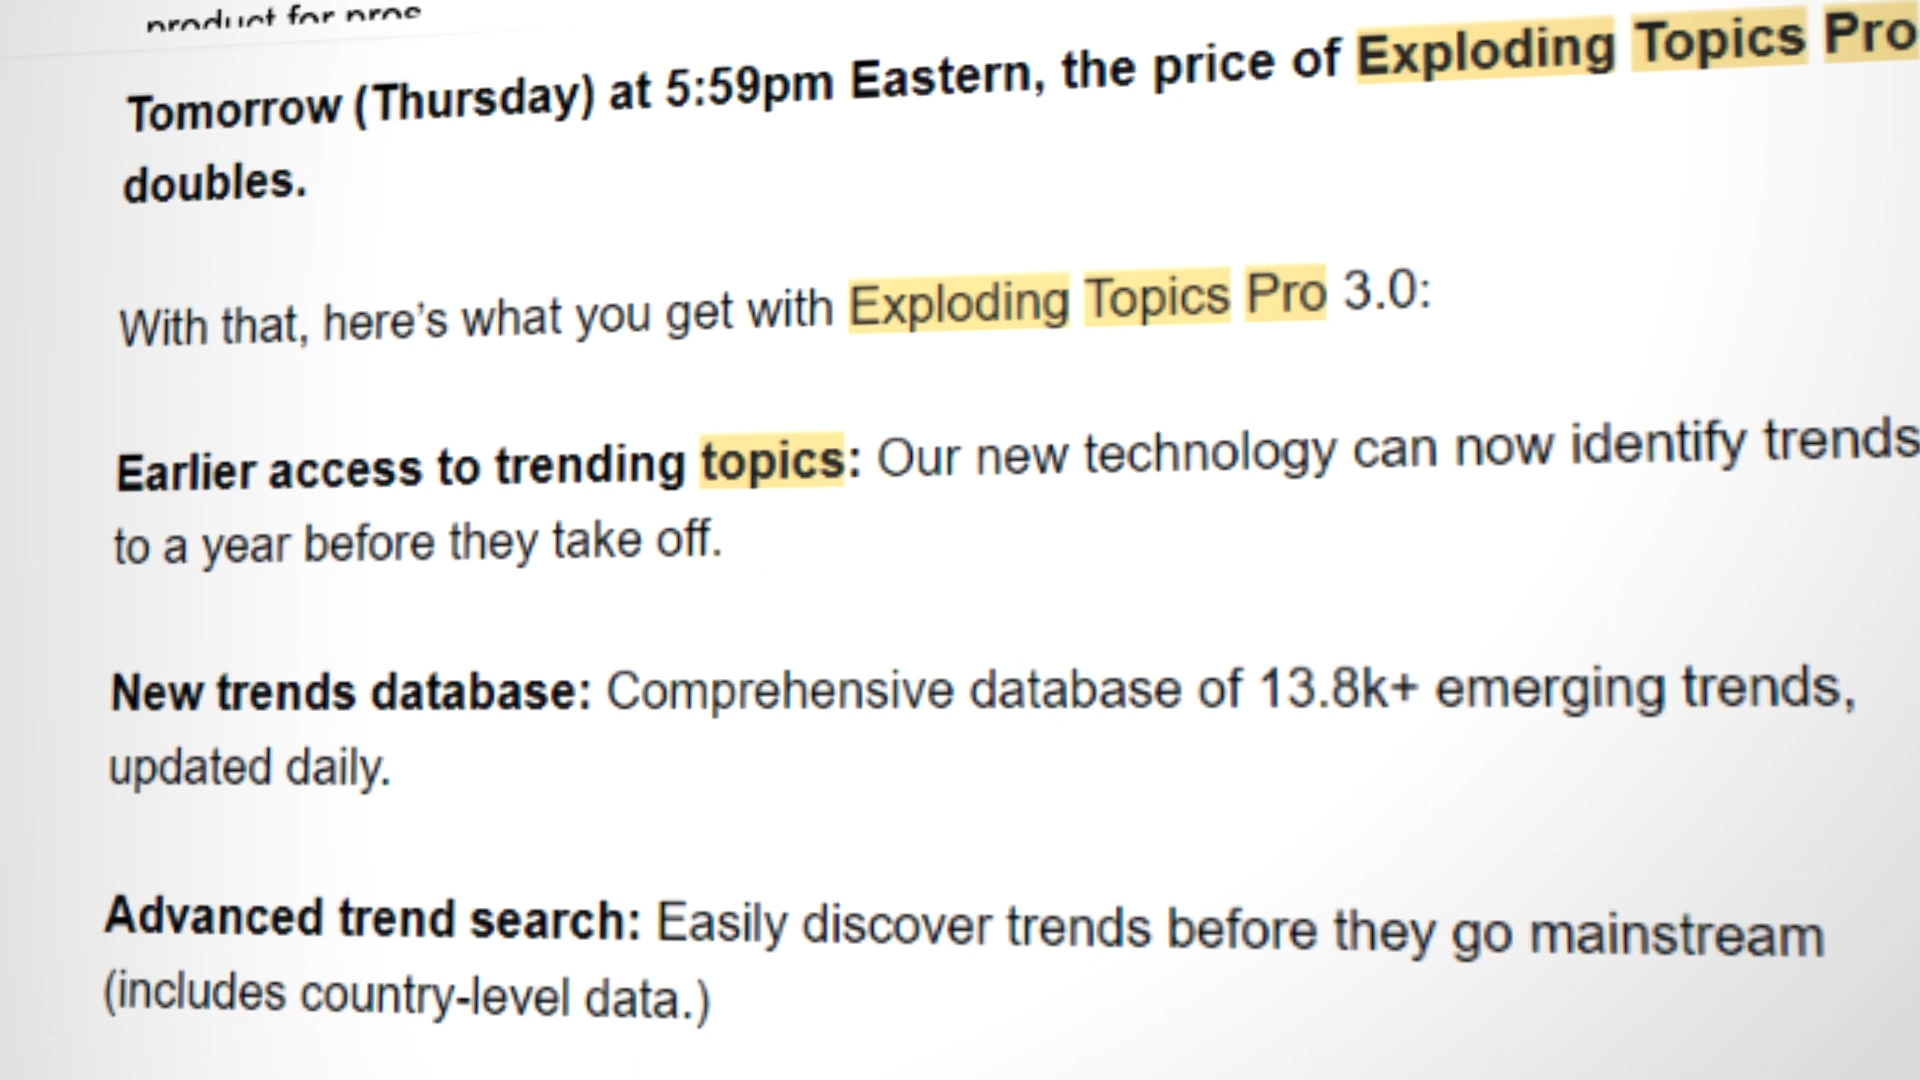 product for pros
Tomorrow (Thursday) at 5:59pm Eastern, the price of Exploding Topics Pro
doubles.
With that, here’s what you get with Exploding Topics Pro 3.0:
Earlier access to trending topics: Our new technology can now identify trends
to a year before they take off.
New trends database: Comprehensive database of 13.8k+ emerging trends,
updated daily.
Advanced trend search: Easily discover trends before they go mainstream
(includes country-level data.)